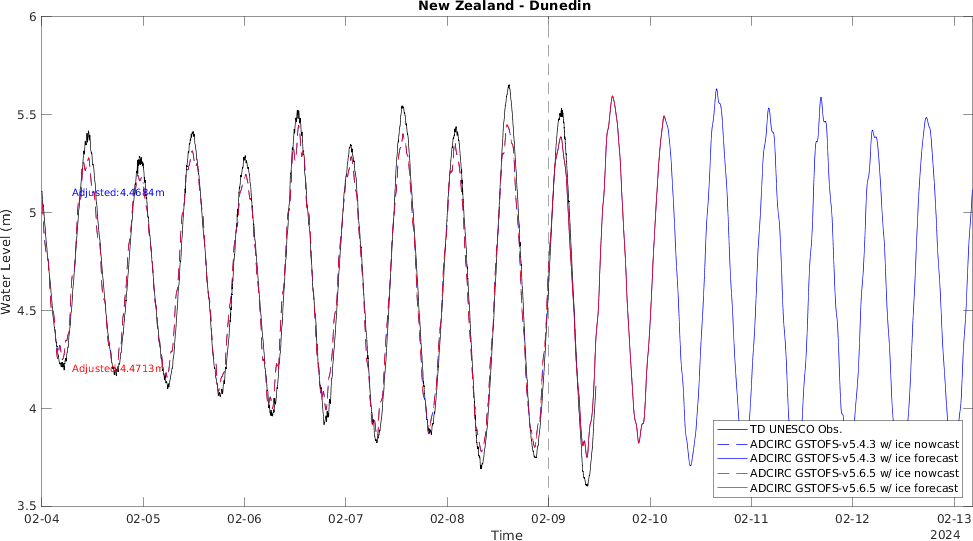 New Zealand - Dunedin
6
5.5
5
4.5
4
3.5
Water Level (m)
Adjusted:4.4684m
Adjusted:4.4713m
TD UNESCO Obs.
ADCIRC GSTOFS-v5.4.3 w/ ice nowcast
ADCIRC GSTOFS-v5.4.3 w/ ice forecast
ADCIRC GSTOFS-v5.6.5 w/ ice nowcast
ADCIRC GSTOFS-v5.6.5 w/ ice forecast
02-04 02-05 02-06 02-07 02-08 02-09 02-10 02-11 02-12 02-13
Time
2024